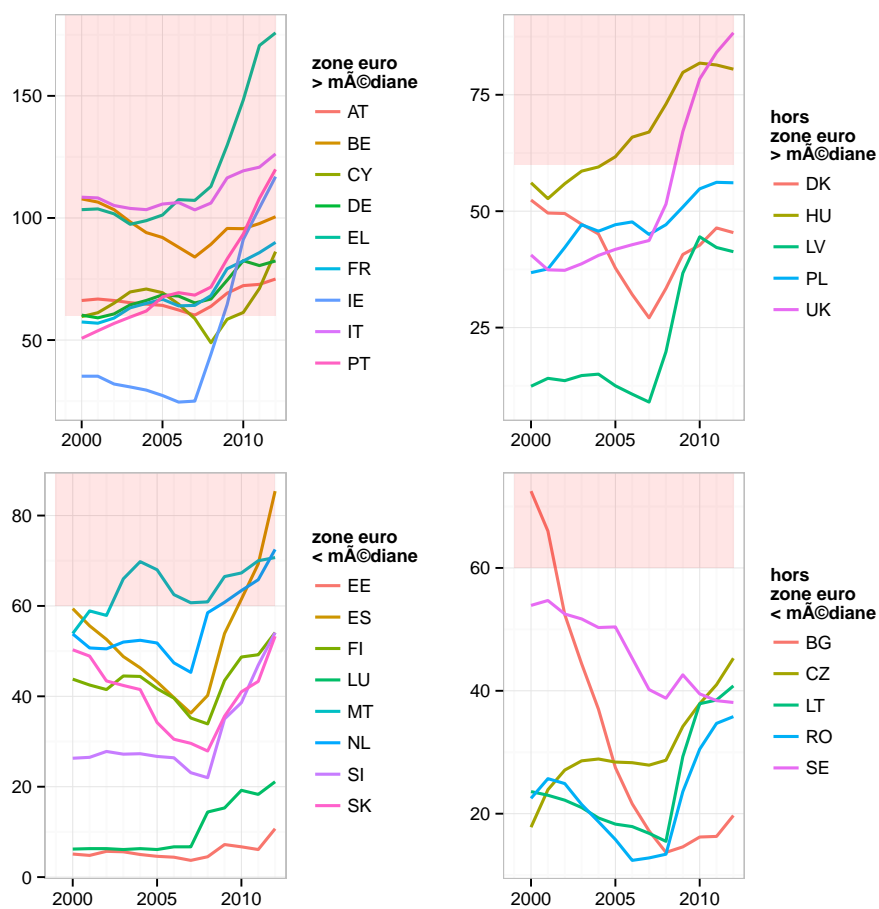 150
100
50
2000 2005 2010
zone euro
> mÃ©diane
AT
BE
CY
DE
EL
FR
IE
IT
PT
75
50
25
2000 2005 2010
hors
zone euro
> mÃ©diane
DK
HU
LV
PL
UK
80
60
40
20
0
2000 2005 2010
zone euro
< mÃ©diane
EE
ES
FI
LU
MT
NL
SI
SK
60
40
20
2000 2005 2010
hors
zone euro
< mÃ©diane
BG
CZ
LT
RO
SE